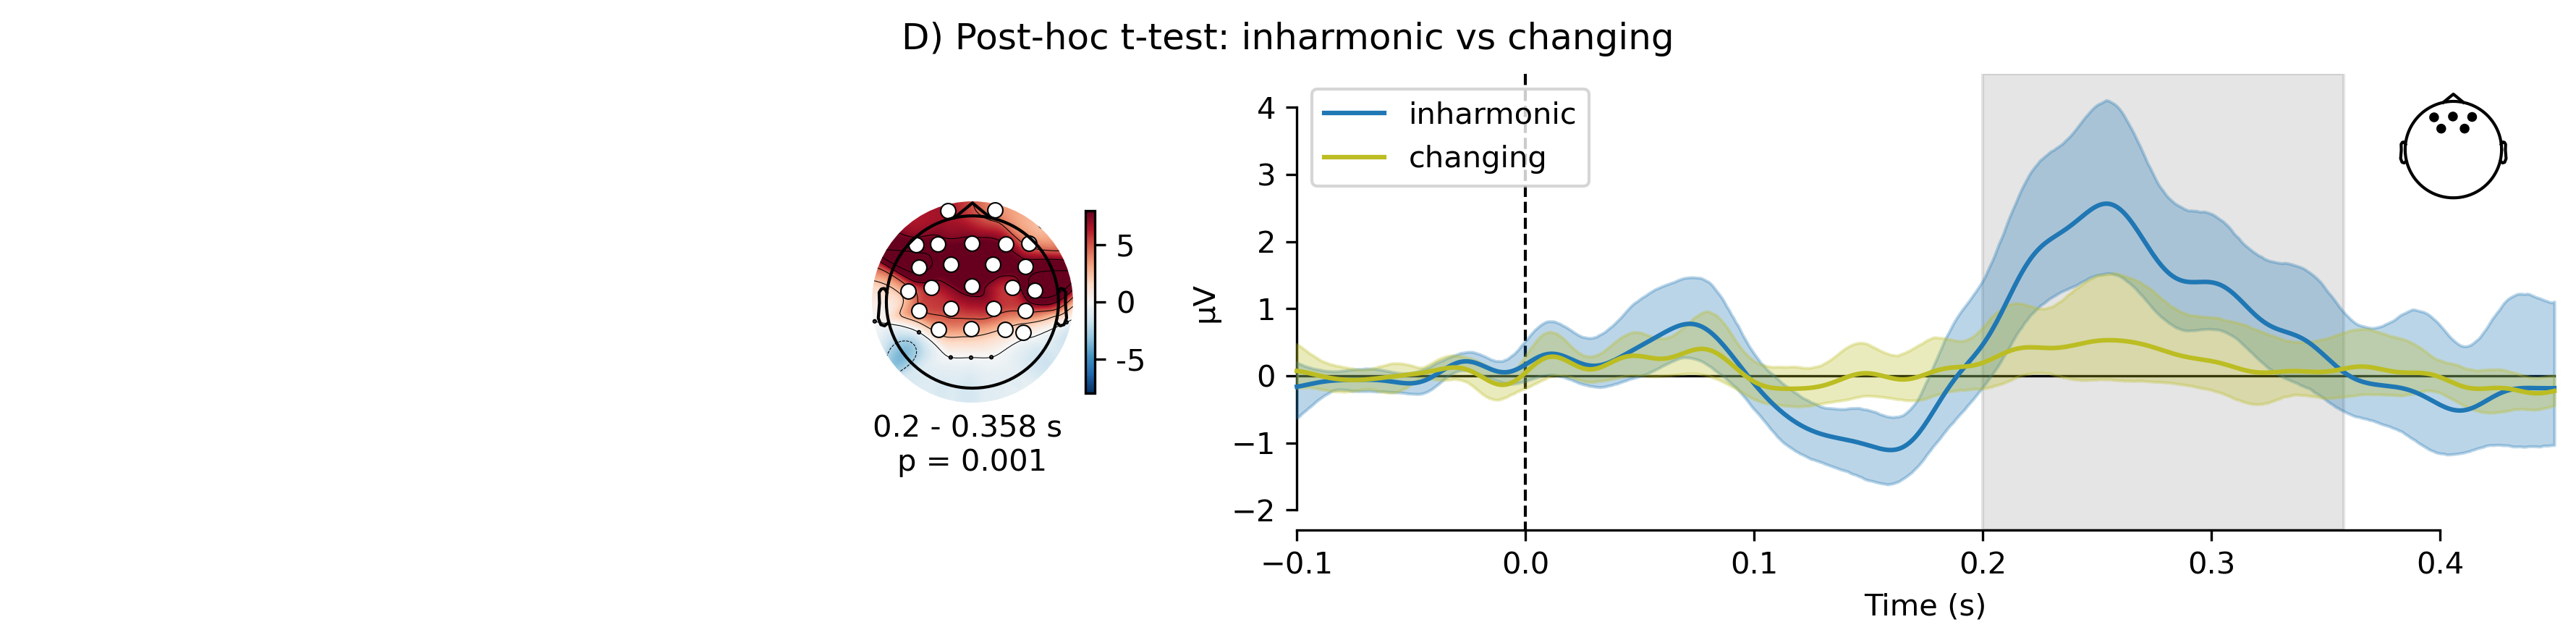 D) Post-hoc t-test: inharmonic vs changing
5
0
-5
0.2 - 0.358 s
p = 0.001
µV
4
3
2
1
0
−1
−2
inharmonic
changing
−0.1 0.0 0.1 0.2 0.3 0.4
Time (s)